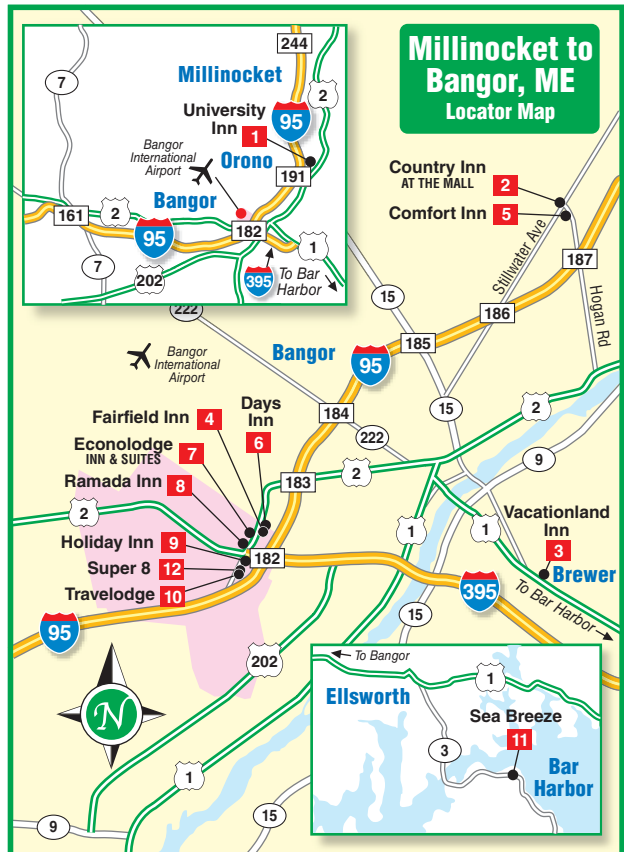 Millinocket to
Bangor, ME
Locator Map
244
7
Millinocket
2
University
Inn
1
95
Bangor
International
Airport
Orono
191
Bangor
161
2
182
1
95
7
202
395
To Bar
Harbor
Country Inn
AT THE MALL
2
Comfort Inn
5
Stillwater Ave
187
15
186
Hogan Rd
222
185
Bangor
95
Bangor
International
Airport
184
15
2
222
9
Fairfield Inn
4
Days
Inn
6
Econolodge
INN & SUITES
7
Ramada Inn
8
183
2
2
1
1
Vacationland
Inn
3
Brewer
Holiday Inn
9
182
Super 8
12
Travelodge
10
395
To Bar Harbor
95
15
202
N
To Bangor
1
Ellsworth
Sea Breeze
11
3
Bar
Harbor
1
15
9